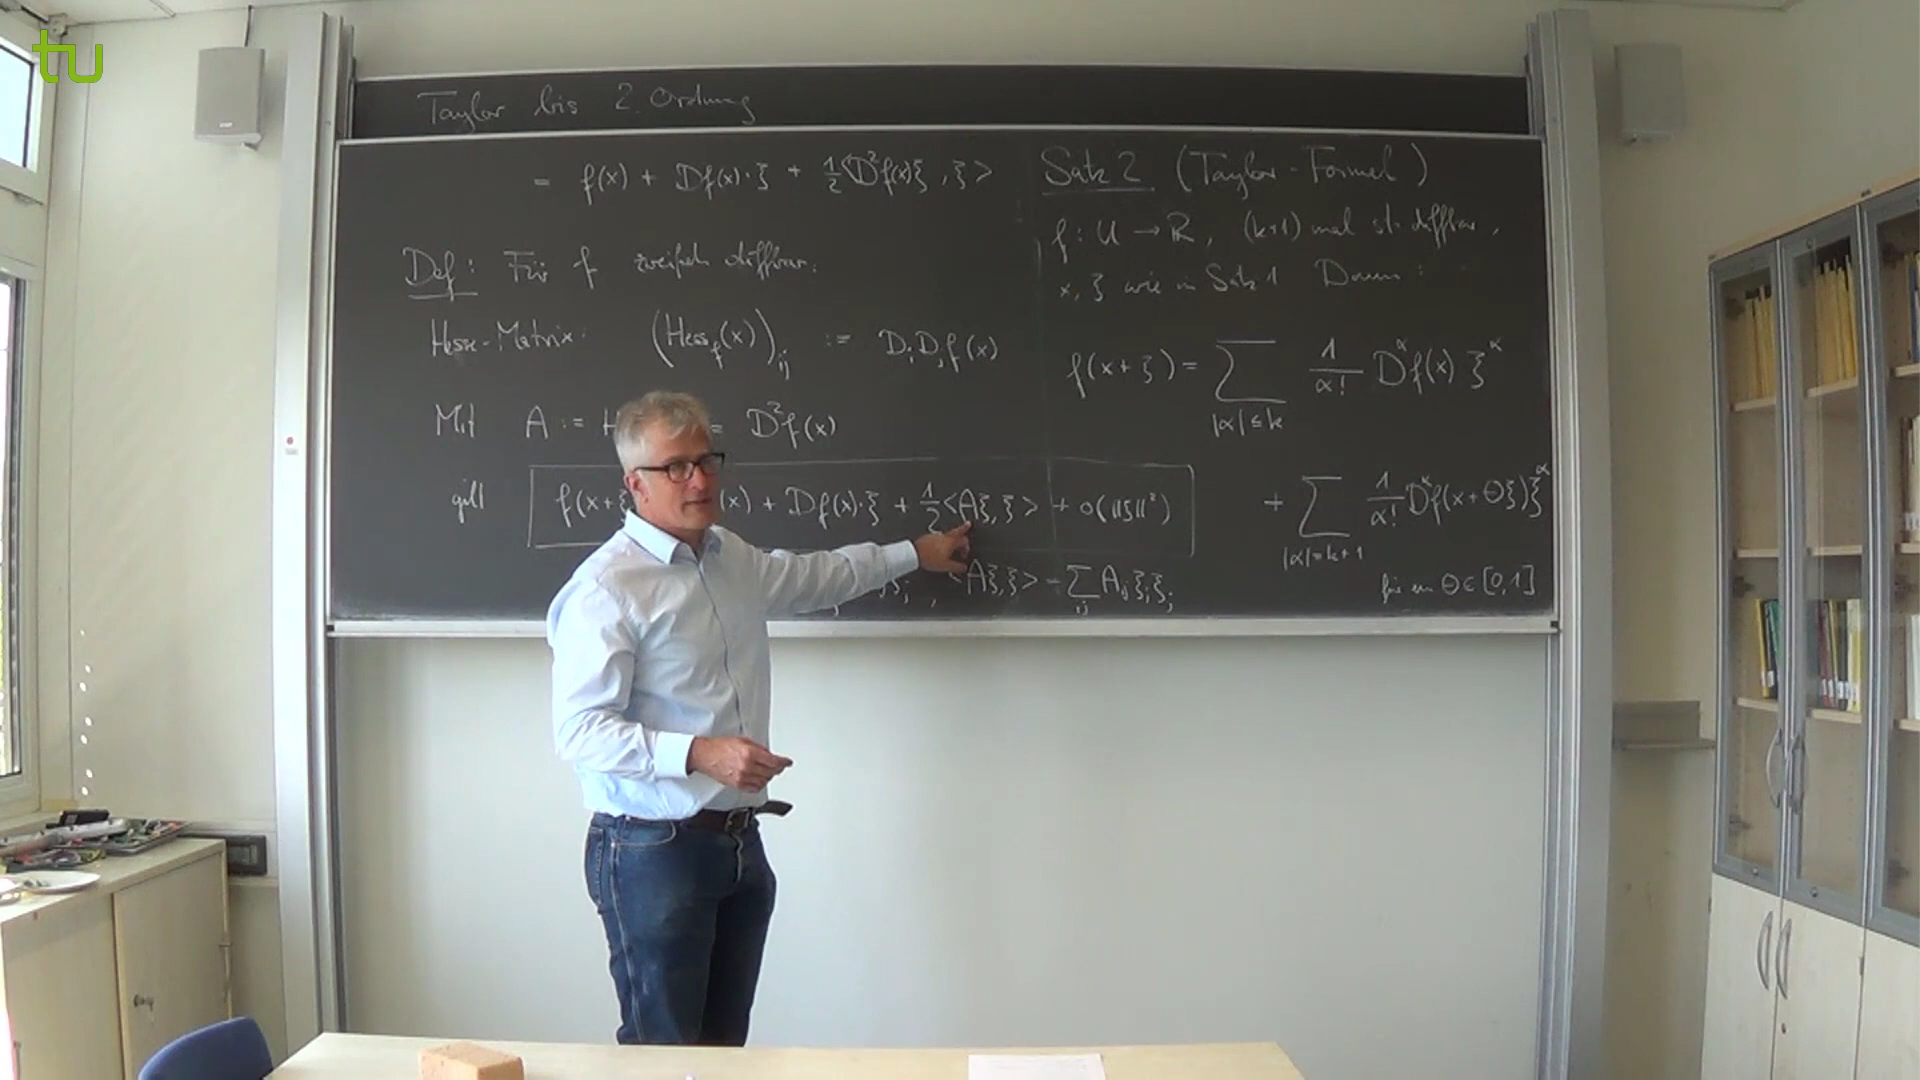 tu
Taylor bis 2. Ordnung
= f(x) + Df(x)·ξ + 1/2 <D²f(x)ξ, ξ>
Def: Für f zweifach diffbar:
Hesse-Matrix: (Hess_f(x))_ij := D_i D_j f(x)
Mit A := H = D²f(x)
gilt f(x+ξ (x) + Df(x)·ξ + 1/2 <Aξ, ξ> + o(||ξ||²)
ξ_j , <Aξ, ξ> = ∑_{i,j} A_ij ξ_i ξ_j
Satz 2 (Taylor-Formel)
f: U → ℝ, (k+1) mal st. diffbar,
x, ξ wie in Satz 1 Dann:
f(x+ξ) = ∑_{|α|≤k} 1/α! D^α f(x) ξ^α
+ ∑_{|α|=k+1} 1/α! D^α f(x+Θξ) ξ^α
für ein Θ ∈ [0,1]